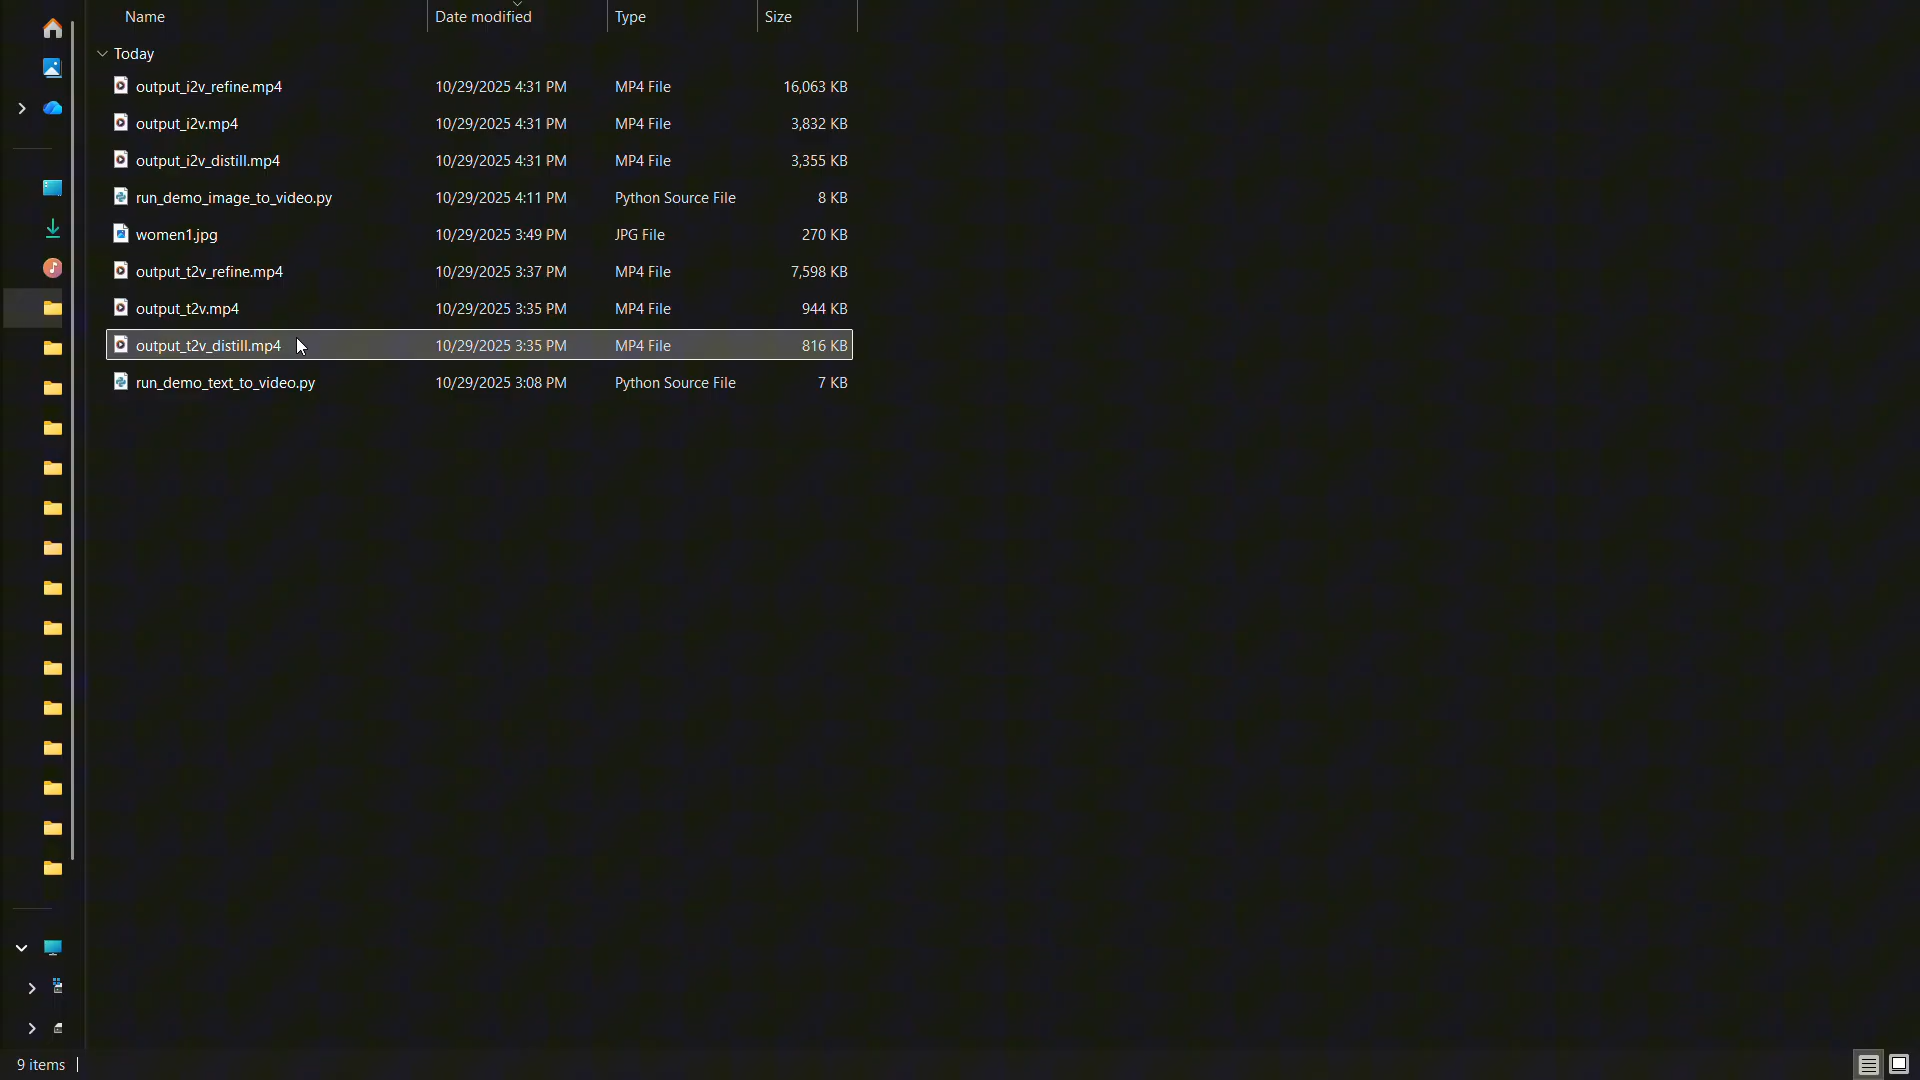 Name Date modified Type Size
Today
output_i2v_refine.mp4 10/29/2025 4:31 PM MP4 File 16,063 KB
output_i2v.mp4 10/29/2025 4:31 PM MP4 File 3,832 KB
output_i2v_distill.mp4 10/29/2025 4:31 PM MP4 File 3,355 KB
run_demo_image_to_video.py 10/29/2025 4:11 PM Python Source File 8 KB
women1.jpg 10/29/2025 3:49 PM JPG File 270 KB
output_t2v_refine.mp4 10/29/2025 3:37 PM MP4 File 7,598 KB
output_t2v.mp4 10/29/2025 3:35 PM MP4 File 944 KB
output_t2v_distill.mp4 10/29/2025 3:35 PM MP4 File 816 KB
run_demo_text_to_video.py 10/29/2025 3:08 PM Python Source File 7 KB
9 items